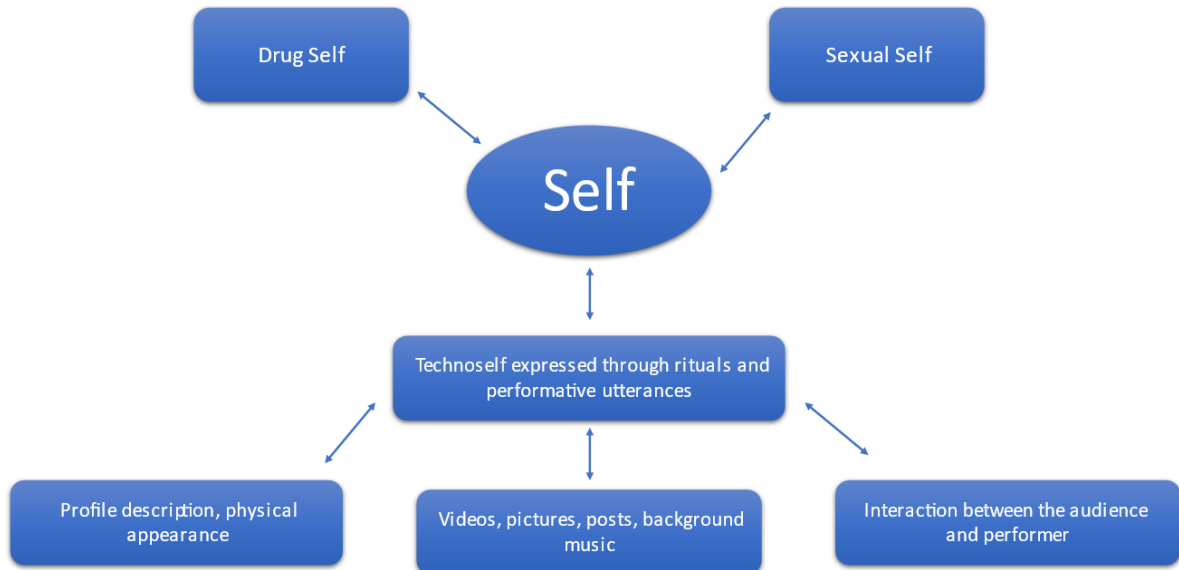 Drug Self
Sexual Self
Self
Technoself expressed through rituals and
performative utterances
Profile description, physical
appearance
Videos, pictures, posts, background
music
Interaction between the audience
and performer